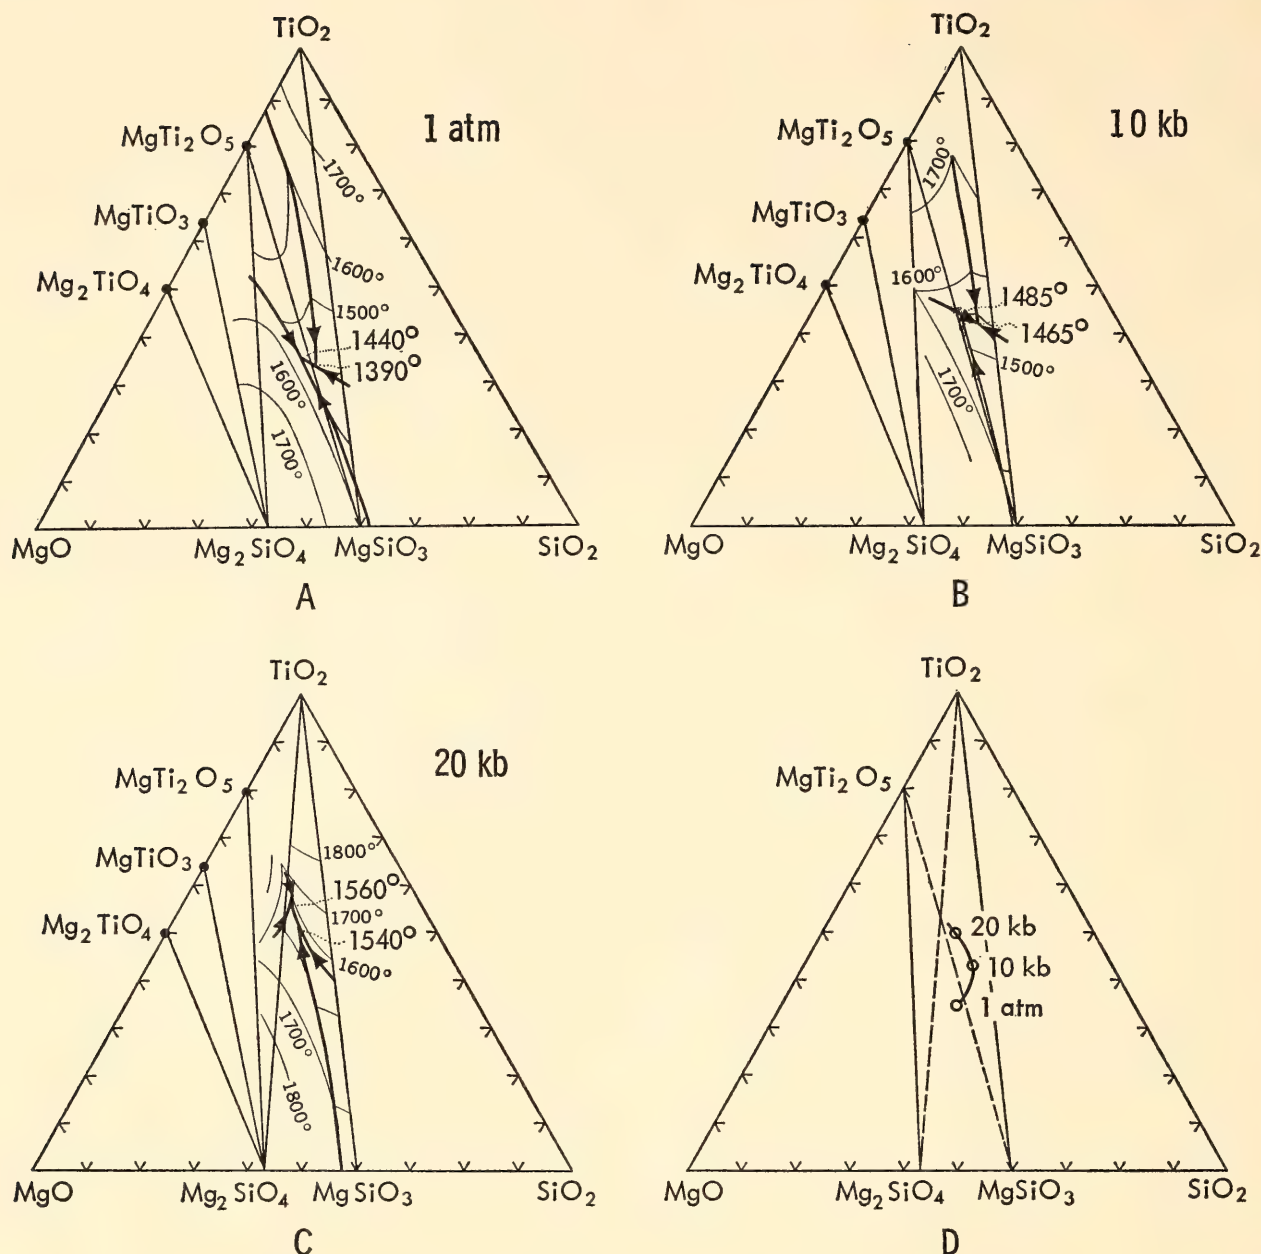 TiO₂
1 atm
MgTi₂O₅
MgTiO₃
Mg₂TiO₄
1700°
1600°
1500°
1440°
1390°
1600°
1700°
MgO
Mg₂SiO₄
MgSiO₃
SiO₂
A
TiO₂
10 kb
MgTi₂O₅
MgTiO₃
Mg₂TiO₄
1700°
1600°
1485°
1465°
1500°
1700°
MgO
Mg₂SiO₄
MgSiO₃
SiO₂
B
TiO₂
20 kb
MgTi₂O₅
MgTiO₃
Mg₂TiO₄
1800°
1560°
1700°
1540°
1600°
1700°
1800°
MgO
Mg₂SiO₄
MgSiO₃
SiO₂
C
TiO₂
MgTi₂O₅
20 kb
10 kb
1 atm
MgO
Mg₂SiO₄
MgSiO₃
SiO₂
D